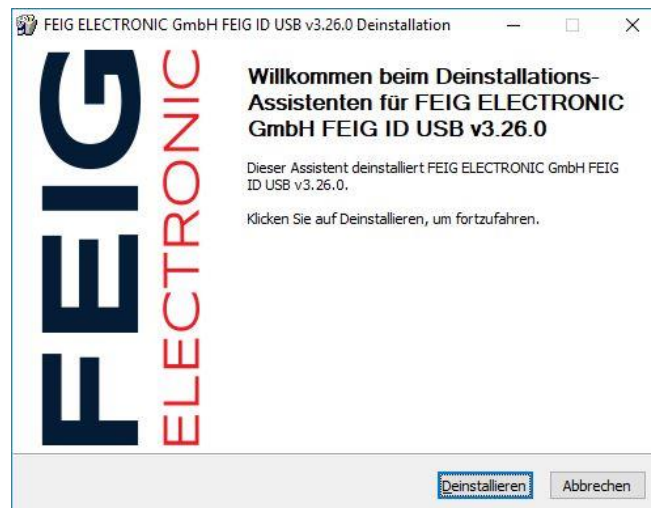 FEIG ELECTRONIC GmbH FEIG ID USB v3.26.0 Deinstallation
FEIG
ELECTRONIC
Willkommen beim Deinstallations-
Assistenten für FEIG ELECTRONIC
GmbH FEIG ID USB v3.26.0
Dieser Assistent deinstalliert FEIG ELECTRONIC GmbH FEIG
ID USB v3.26.0.
Klicken Sie auf Deinstallieren, um fortzufahren.
Deinstallieren
Abbrechen